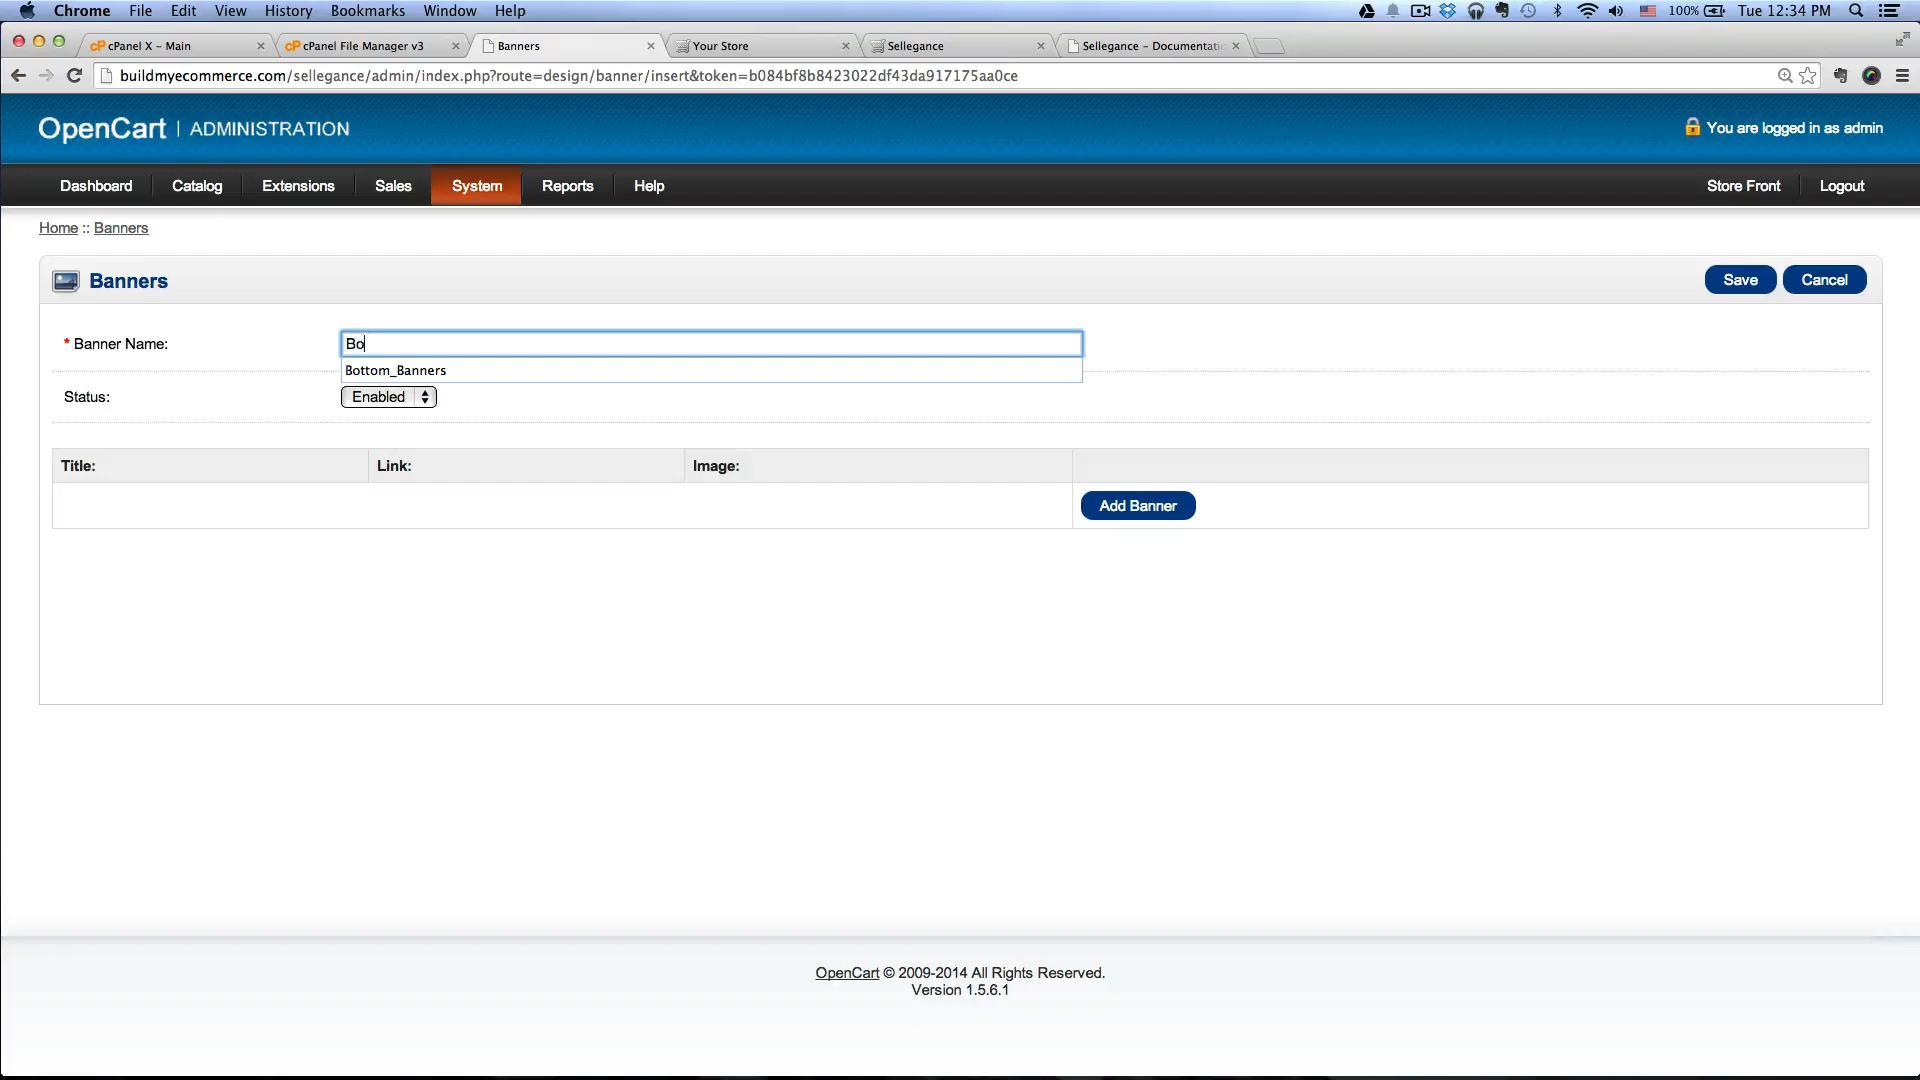 Chrome File Edit View History Bookmarks Window Help 100% Tue 12:34 PM
cPanel X - Main cPanel File Manager v3 Banners Your Store Sellegance Sellegance - Documentatio
buildmyecommerce.com/sellegance/admin/index.php?route=design/banner/insert&token=b084bf8b8423022df43da917175aa0ce
OpenCart | ADMINISTRATION You are logged in as admin
Dashboard Catalog Extensions Sales System Reports Help Store Front Logout
Home :: Banners
Banners Save Cancel
* Banner Name: Bo
Bottom_Banners
Status: Enabled
Title: Link: Image:
Add Banner
OpenCart © 2009-2014 All Rights Reserved.
Version 1.5.6.1